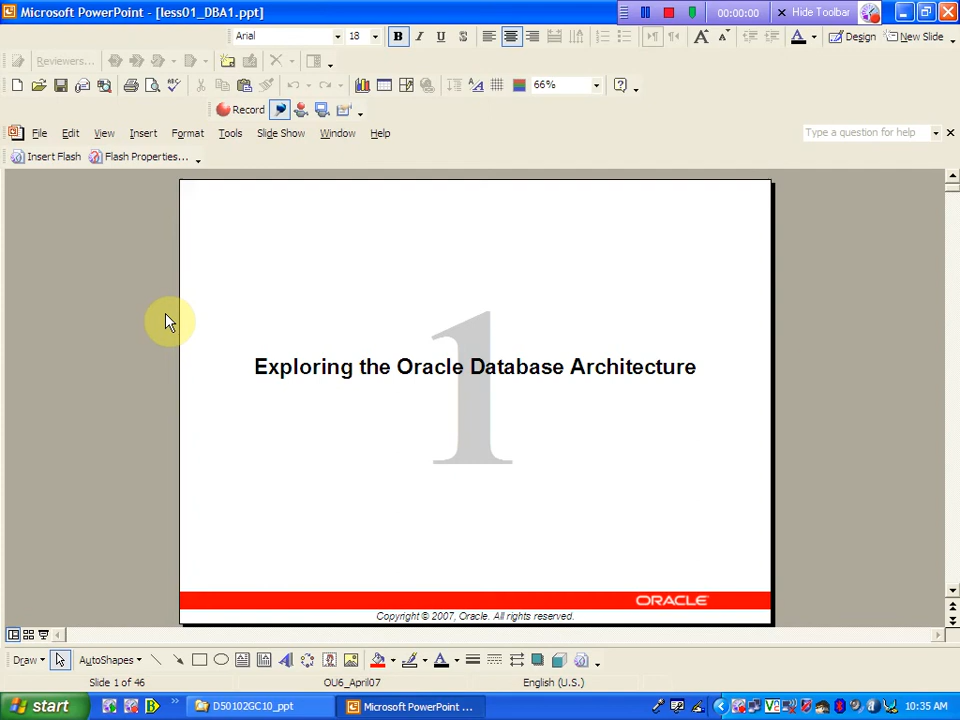 Microsoft PowerPoint - [less01_DBA1.ppt]
00:00:00
Hide Toolbar
Arial
18
B I U S
Design
New Slide
Reviewers...
66%
Record
File Edit View Insert Format Tools Slide Show Window Help
Type a question for help
Insert Flash
Flash Properties...
1
Exploring the Oracle Database Architecture
ORACLE
Copyright © 2007, Oracle. All rights reserved.
Draw
AutoShapes
Slide 1 of 46
OU6_April07
English (U.S.)
start
D50102GC10_ppt
Microsoft PowerPoint ...
10:35 AM